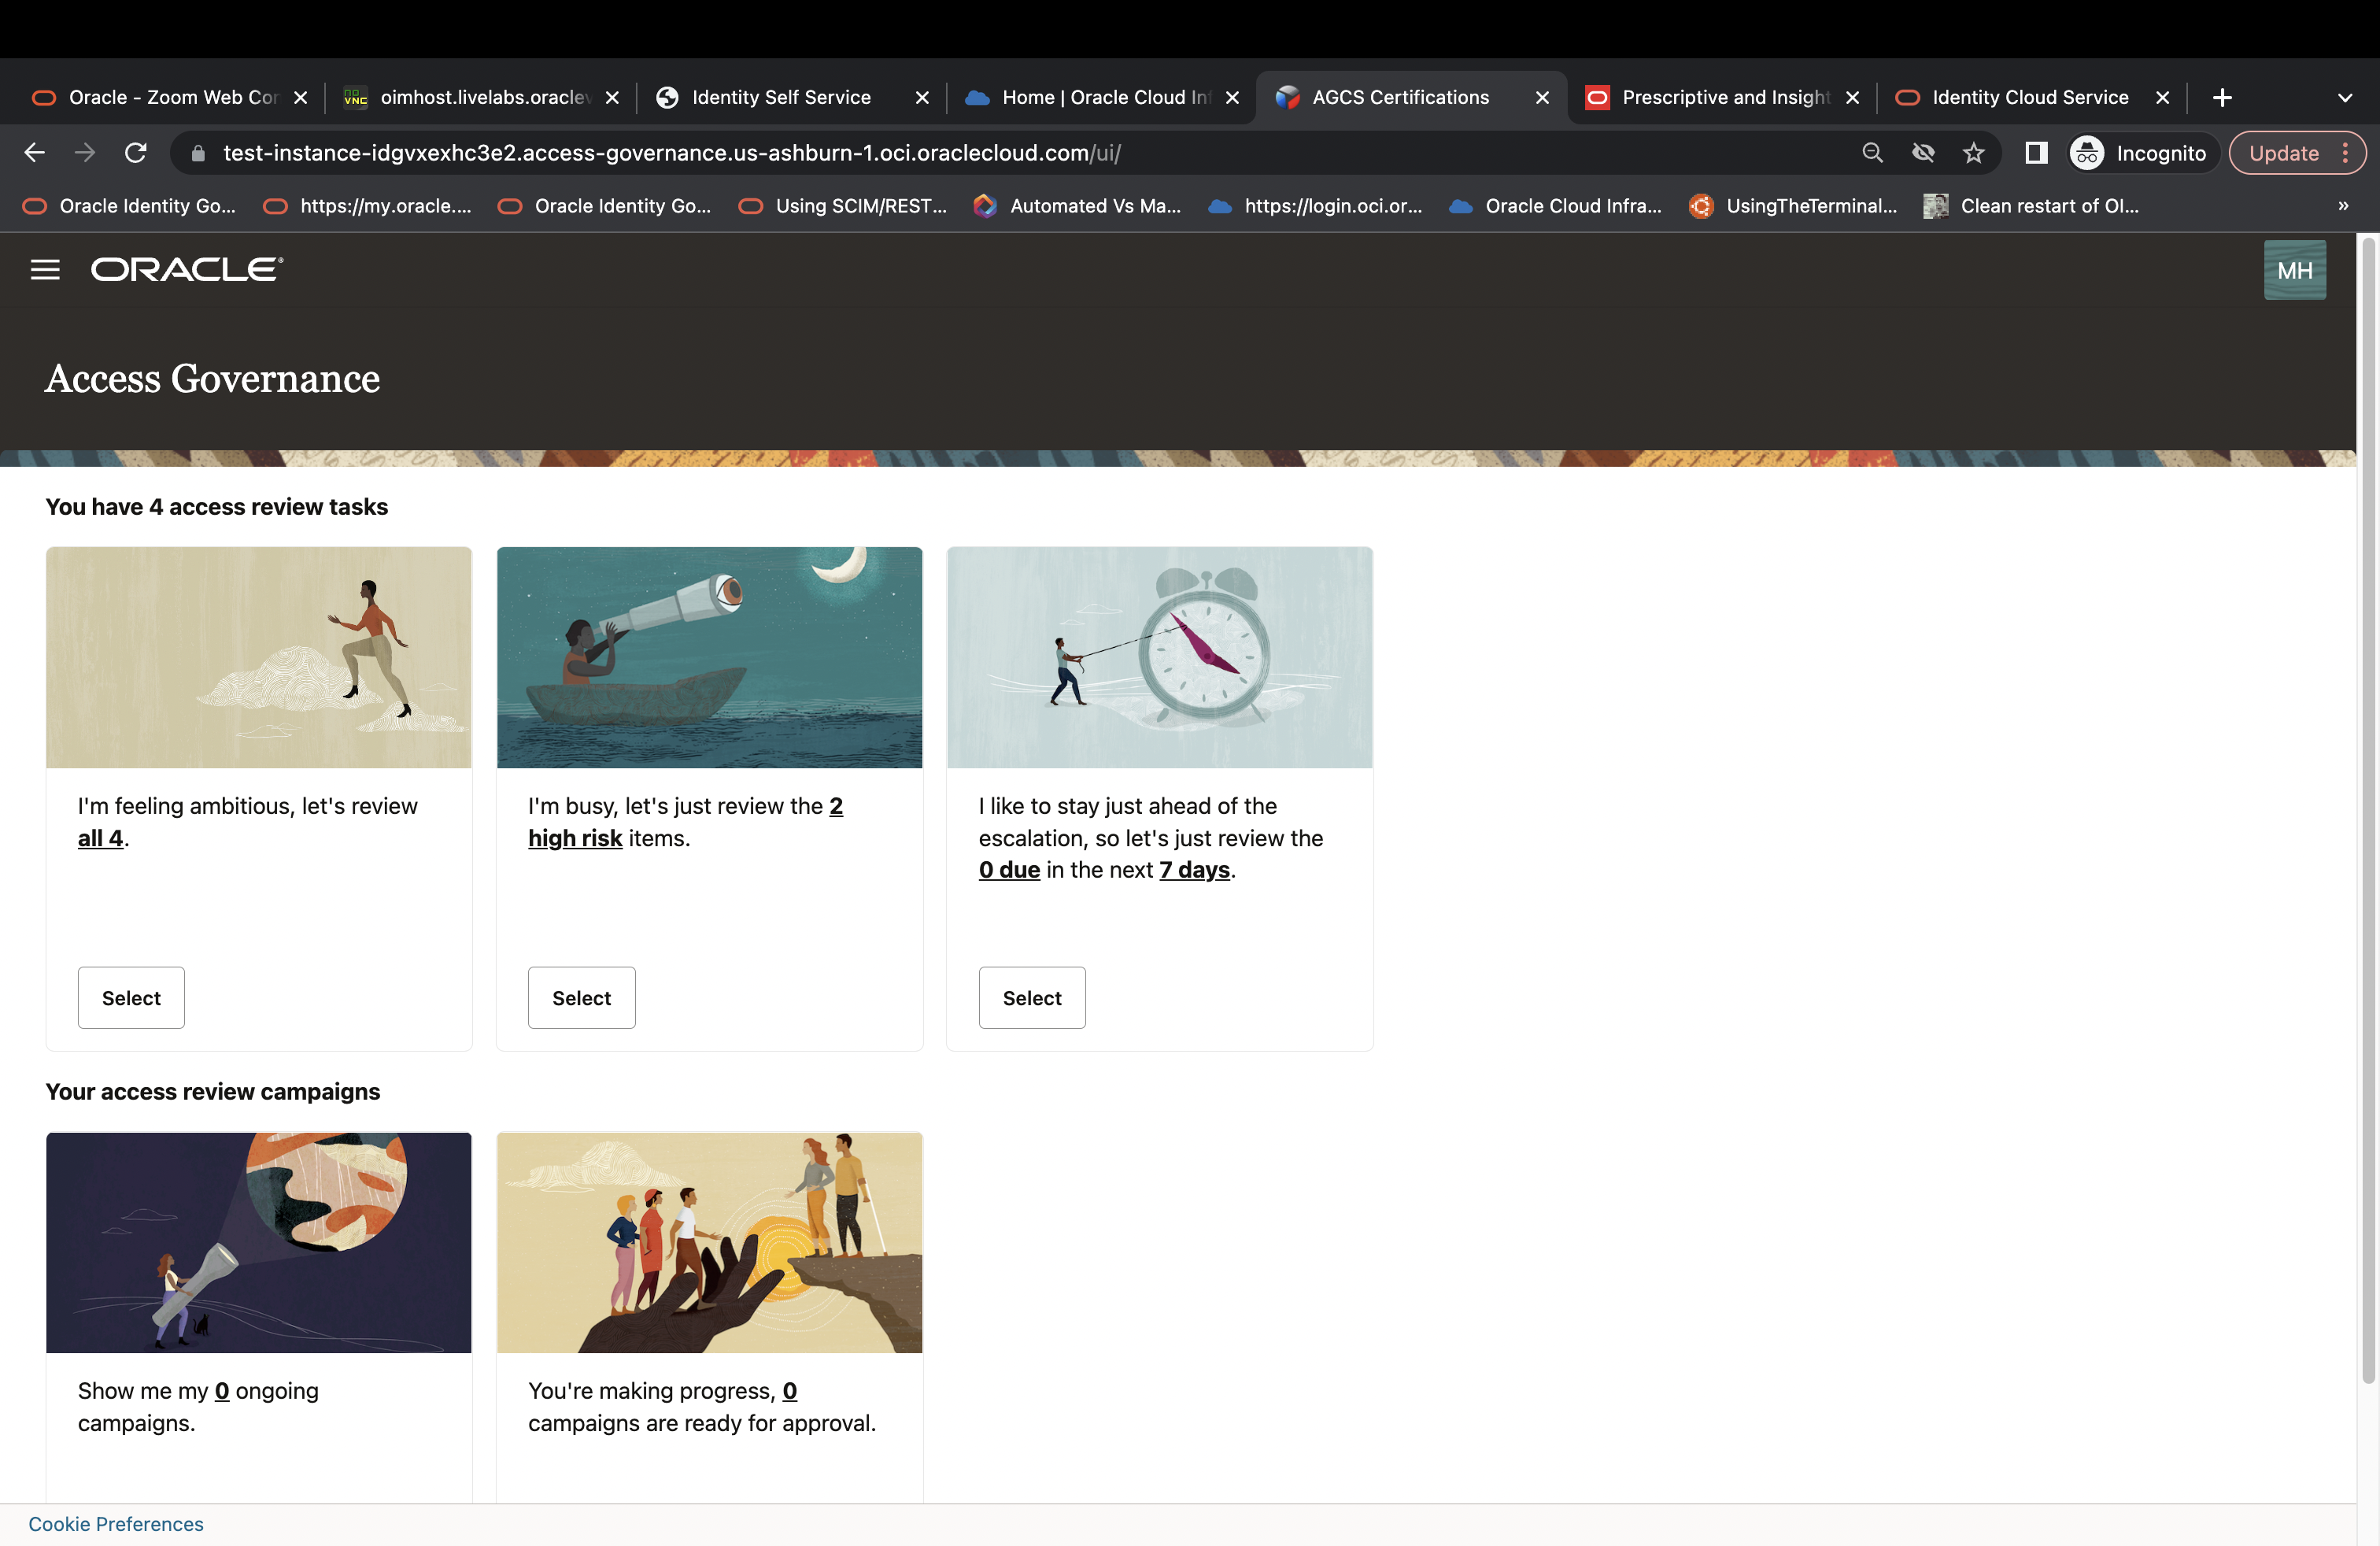 Oracle - Zoom Web Con
oimhost.livelabs.oraclev
Identity Self Service
Home | Oracle Cloud Inf
AGCS Certifications
Prescriptive and Insight
Identity Cloud Service
test-instance-idgvxexhc3e2.access-governance.us-ashburn-1.oci.oraclecloud.com/ui/
Incognito
Update
Oracle Identity Go...
https://my.oracle....
Oracle Identity Go...
Using SCIM/REST...
Automated Vs Ma...
https://login.oci.or...
Oracle Cloud Infra...
UsingTheTerminal...
Clean restart of OI...
»
ORACLE
MH
Access Governance
You have 4 access review tasks
I'm feeling ambitious, let's review
all 4.
Select
I'm busy, let's just review the 2
high risk items.
Select
I like to stay just ahead of the
escalation, so let's just review the
0 due in the next 7 days.
Select
Your access review campaigns
Show me my 0 ongoing
campaigns.
You're making progress, 0
campaigns are ready for approval.
Cookie Preferences